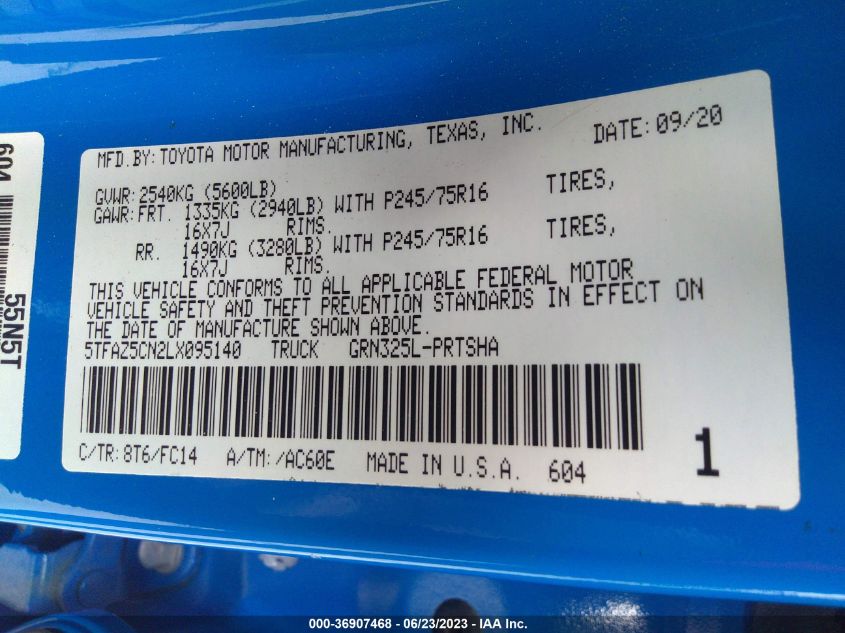 604
55N5T
MFD.BY:TOYOTA MOTOR MANUFACTURING, TEXAS, INC. DATE:09/20
GVWR:2540KG (5600LB)
GAWR:FRT. 1335KG (2940LB) WITH P245/75R16 TIRES,
16X7J RIMS.
RR. 1490KG (3280LB) WITH P245/75R16 TIRES,
16X7J RIMS.
THIS VEHICLE CONFORMS TO ALL APPLICABLE FEDERAL MOTOR
VEHICLE SAFETY AND THEFT PREVENTION STANDARDS IN EFFECT ON
THE DATE OF MANUFACTURE SHOWN ABOVE.
5TFAZ5CN2LX095140 TRUCK GRN325L-PRTSHA
C/TR:8T6/FC14 A/TM:/AC60E MADE IN U.S.A. 604
1
000-36907468 - 06/23/2023 - IAA Inc.